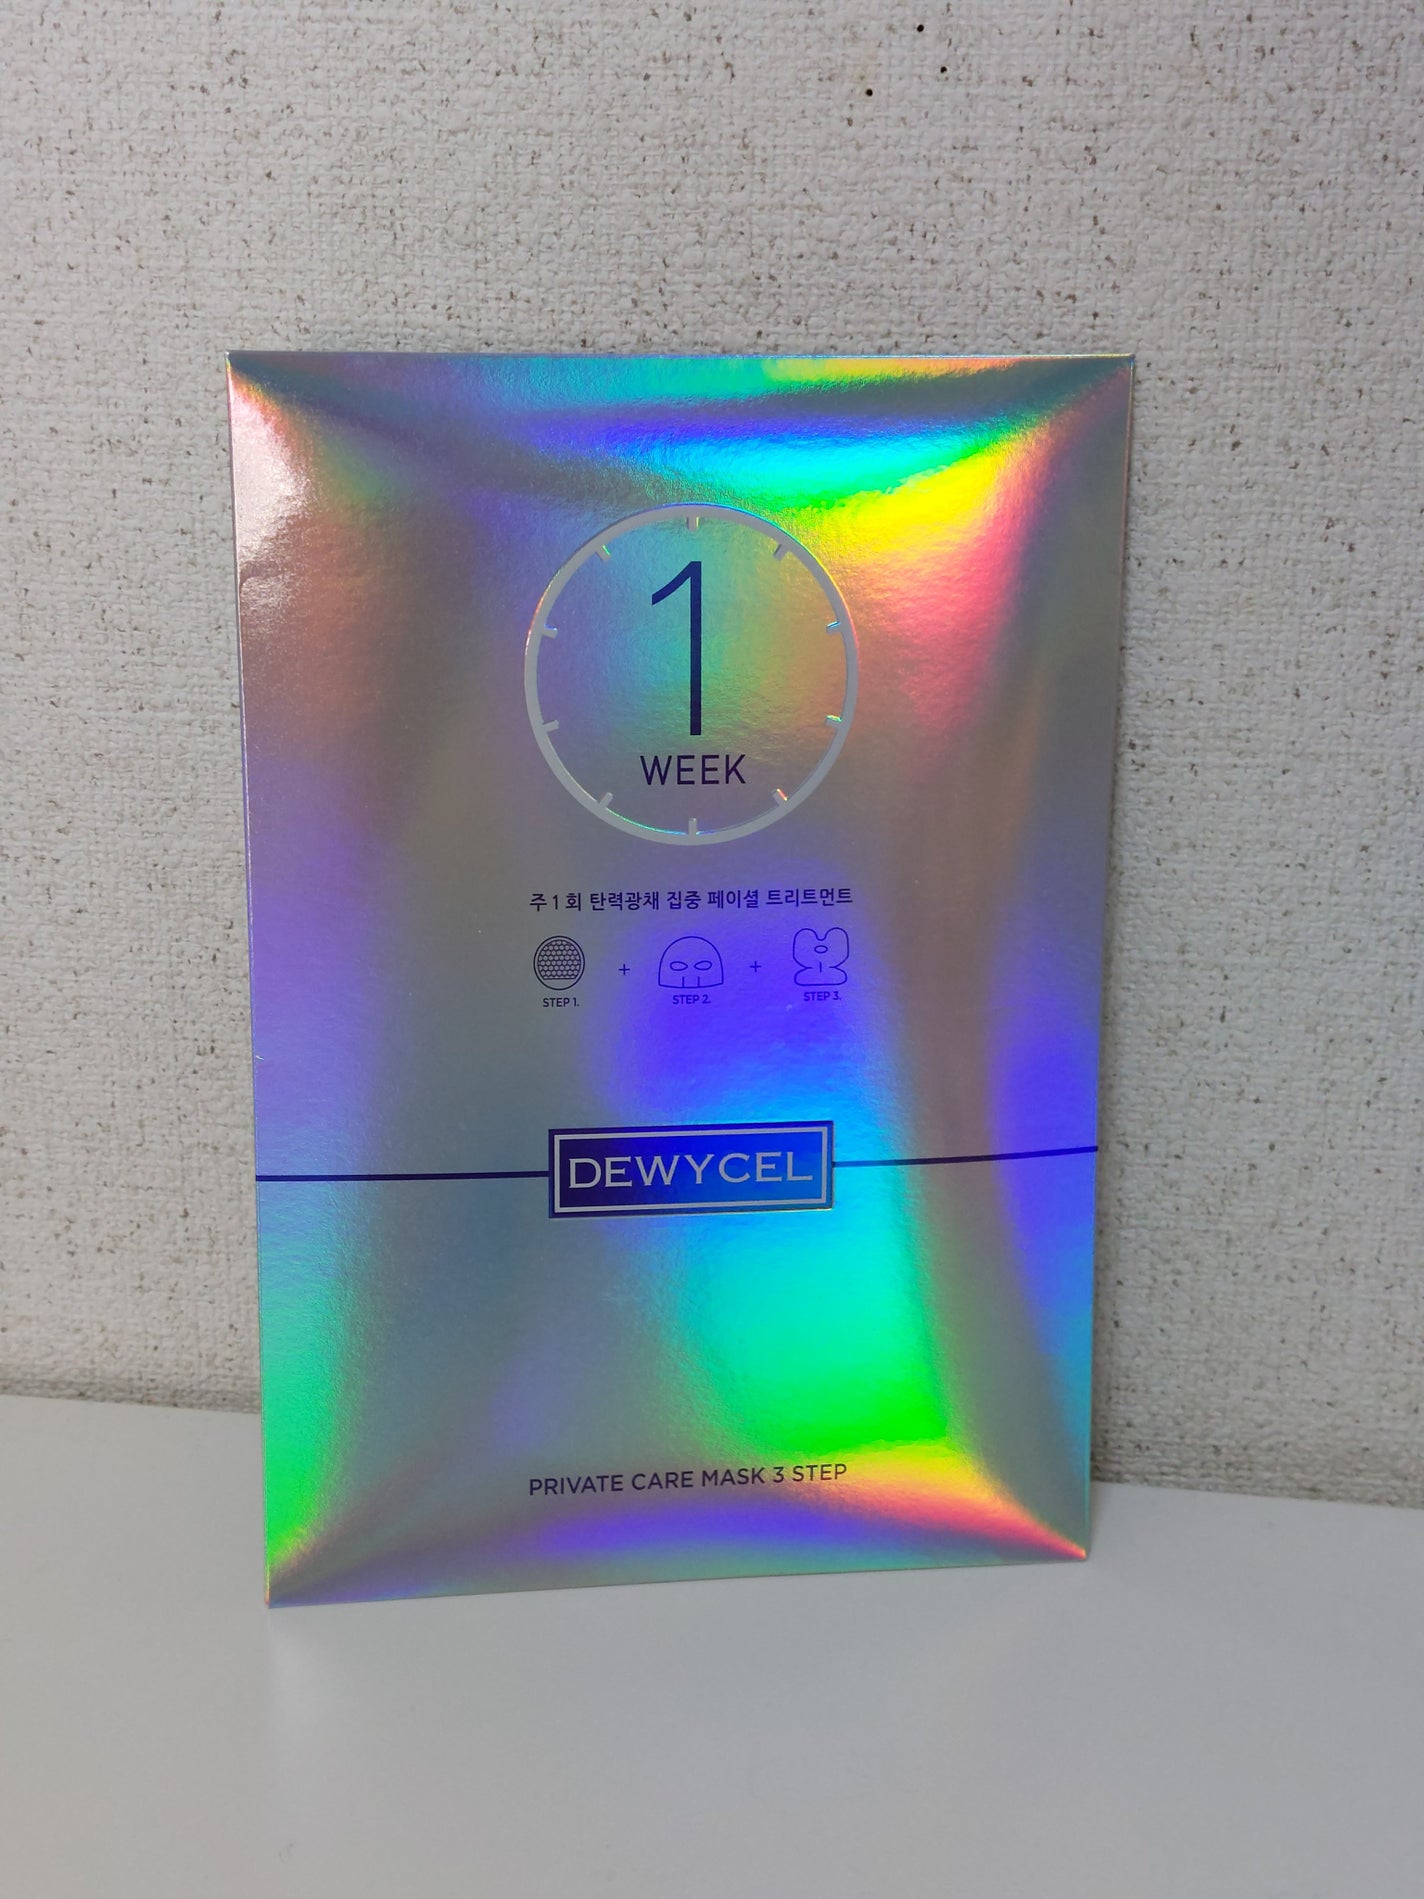 1
WEEK
주 1 회 탄력광채 집중 페이셜 트리트먼트
+ +
STEP 1. STEP 2. STEP 3.
DEWYCEL
PRIVATE CARE MASK 3 STEP